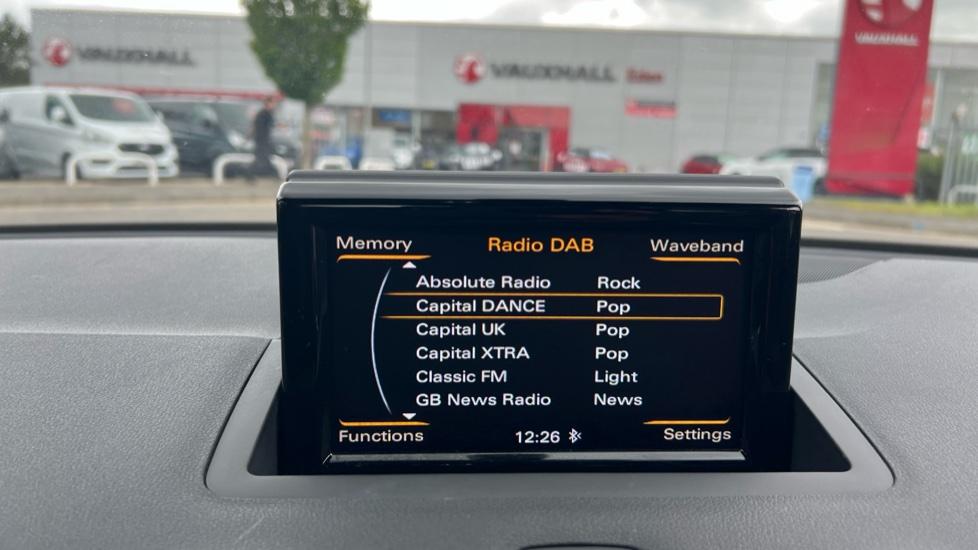 VAUXHALL
VAUXHALL Eden
VAUXHALL
Memory Radio DAB Waveband
Absolute Radio Rock
Capital DANCE Pop
Capital UK Pop
Capital XTRA Pop
Classic FM Light
GB News Radio News
Functions 12:26 Settings